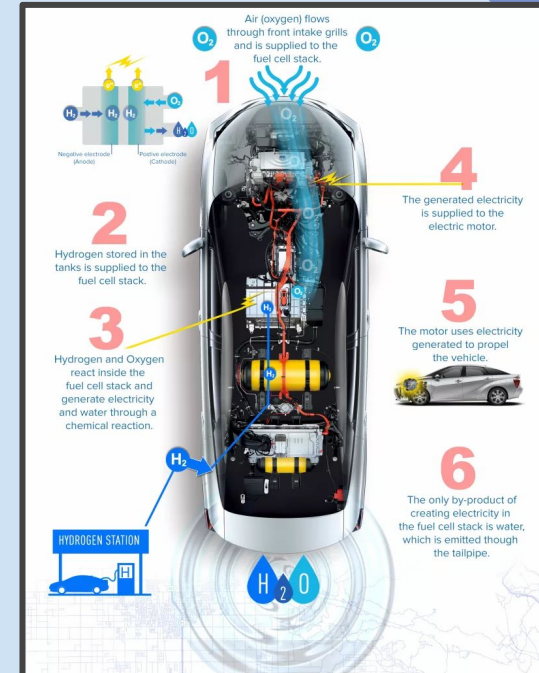 Air (oxygen) flows
through front intake grills
and is supplied to the
fuel cell stack.
O2
O2
1
e-
e-
H2
H2
H2
O2
H2O
Negative electrode
(Anode)
Postive electrode
(Cathode)
O2
O2
O2
O2
2
Hydrogen stored in the
tanks is supplied to the
fuel cell stack.
3
Hydrogen and Oxygen
react inside the
fuel cell stack and
generate electricity
and water through a
chemical reaction.
H2
H2
H2
HYDROGEN STATION
H
4
The generated electricity
is supplied to the
electric motor.
5
The motor uses electricity
generated to propel
the vehicle.
6
The only by-product of
creating electricity in
the fuel cell stack is water,
which is emitted though
the tailpipe.
H2O